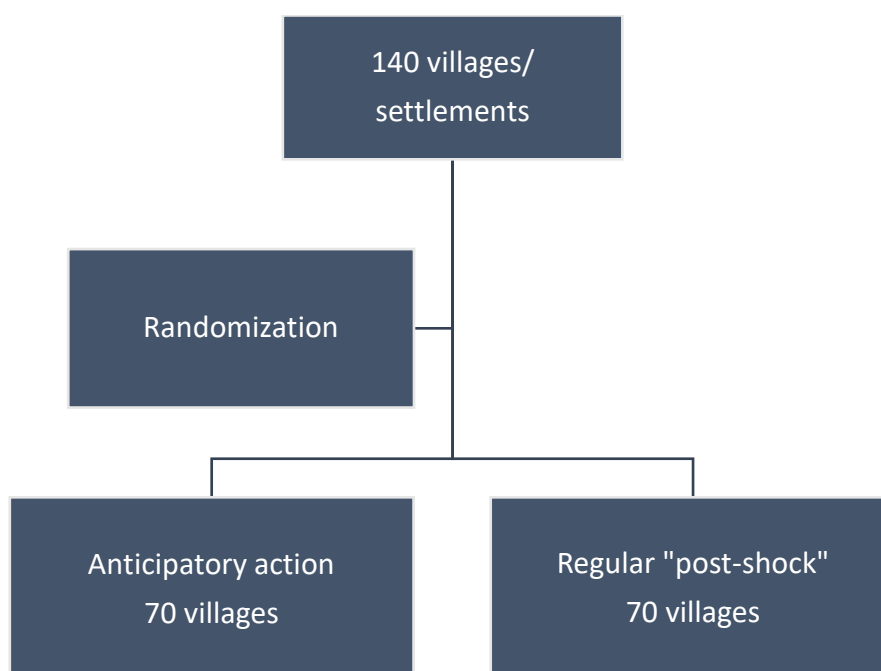 140 villages/
settlements
Randomization
Anticipatory action
70 villages
Regular "post-shock"
70 villages